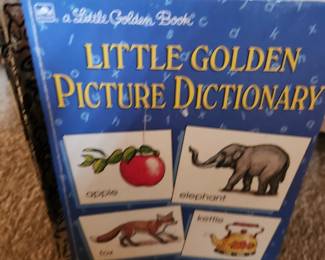 a Little Golden Book
LITTLE GOLDEN
PICTURE DICTIONARY
apple
elephant
fox
kettle